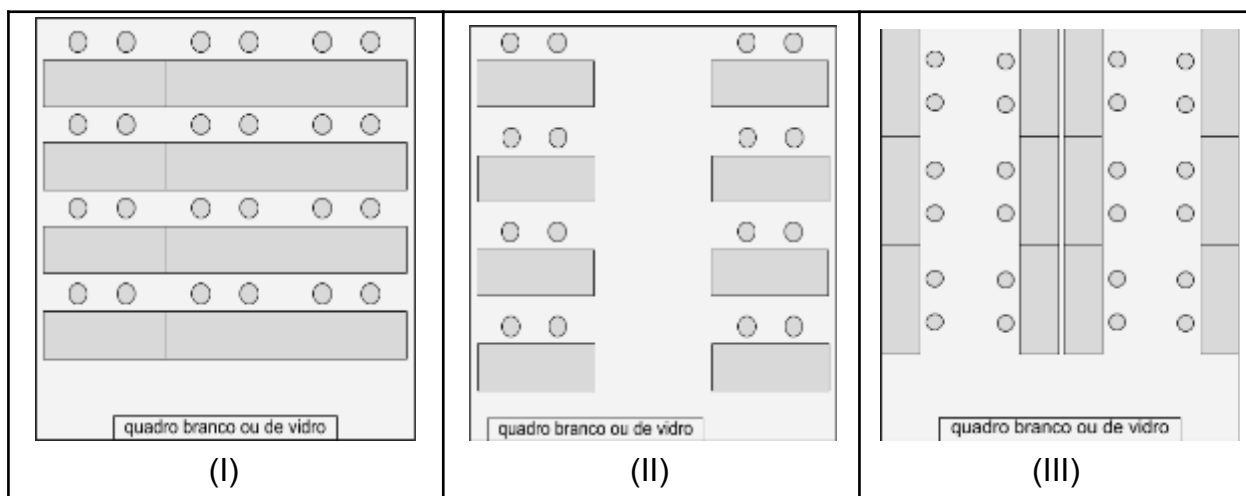 quadro branco ou de vidro
quadro branco ou de vidro
quadro branco ou de vidro
(I)
(II)
(III)